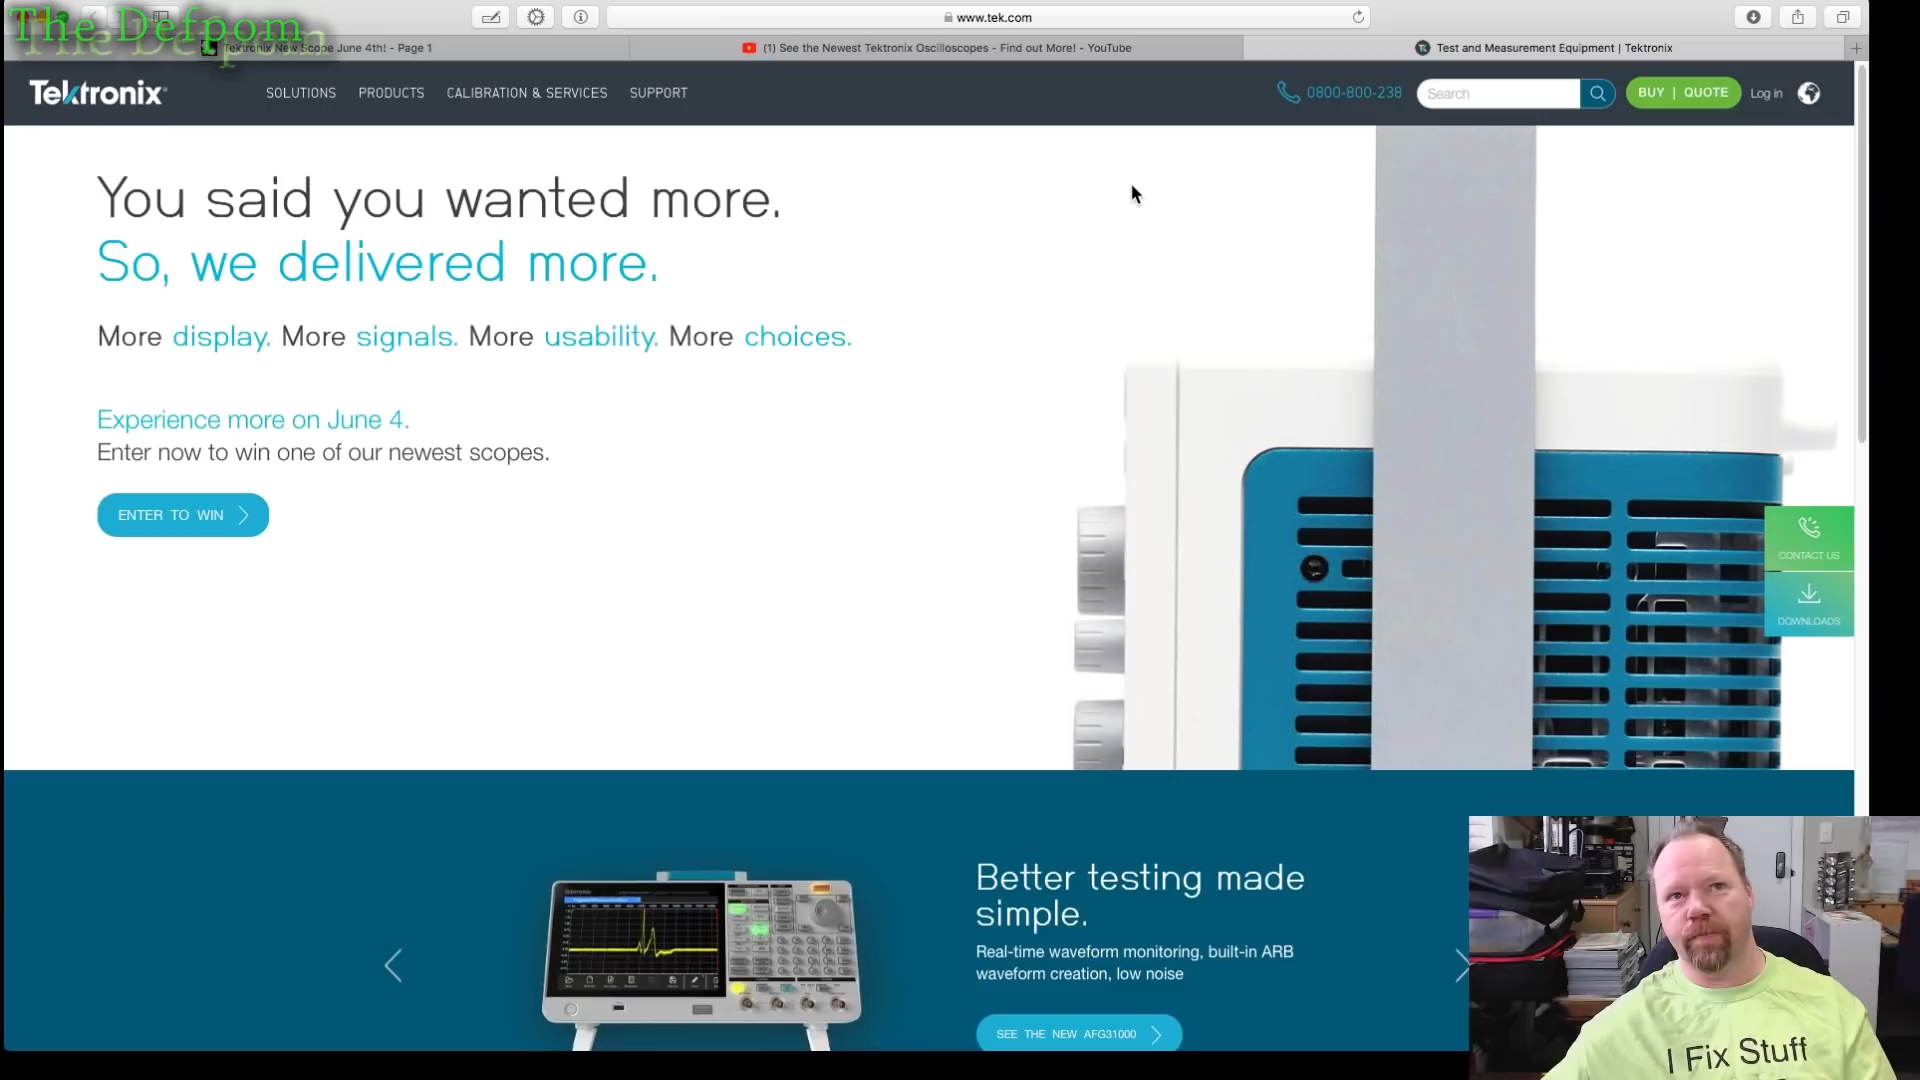 The Defpom
www.tek.com
Tektronix New Scope June 4th! - Page 1
(1) See the Newest Tektronix Oscilloscopes - Find out More! - YouTube
Test and Measurement Equipment | Tektronix
Tektronix
SOLUTIONS
PRODUCTS
CALIBRATION & SERVICES
SUPPORT
0800-800-238
Search
BUY | QUOTE
Log in
You said you wanted more.
So, we delivered more.
More display. More signals. More usability. More choices.
Experience more on June 4.
Enter now to win one of our newest scopes.
ENTER TO WIN
CONTACT US
DOWNLOADS
Better testing made
simple.
Real-time waveform monitoring, built-in ARB
waveform creation, low noise
SEE THE NEW AFG31000
Tektronix
I Fix Stuff